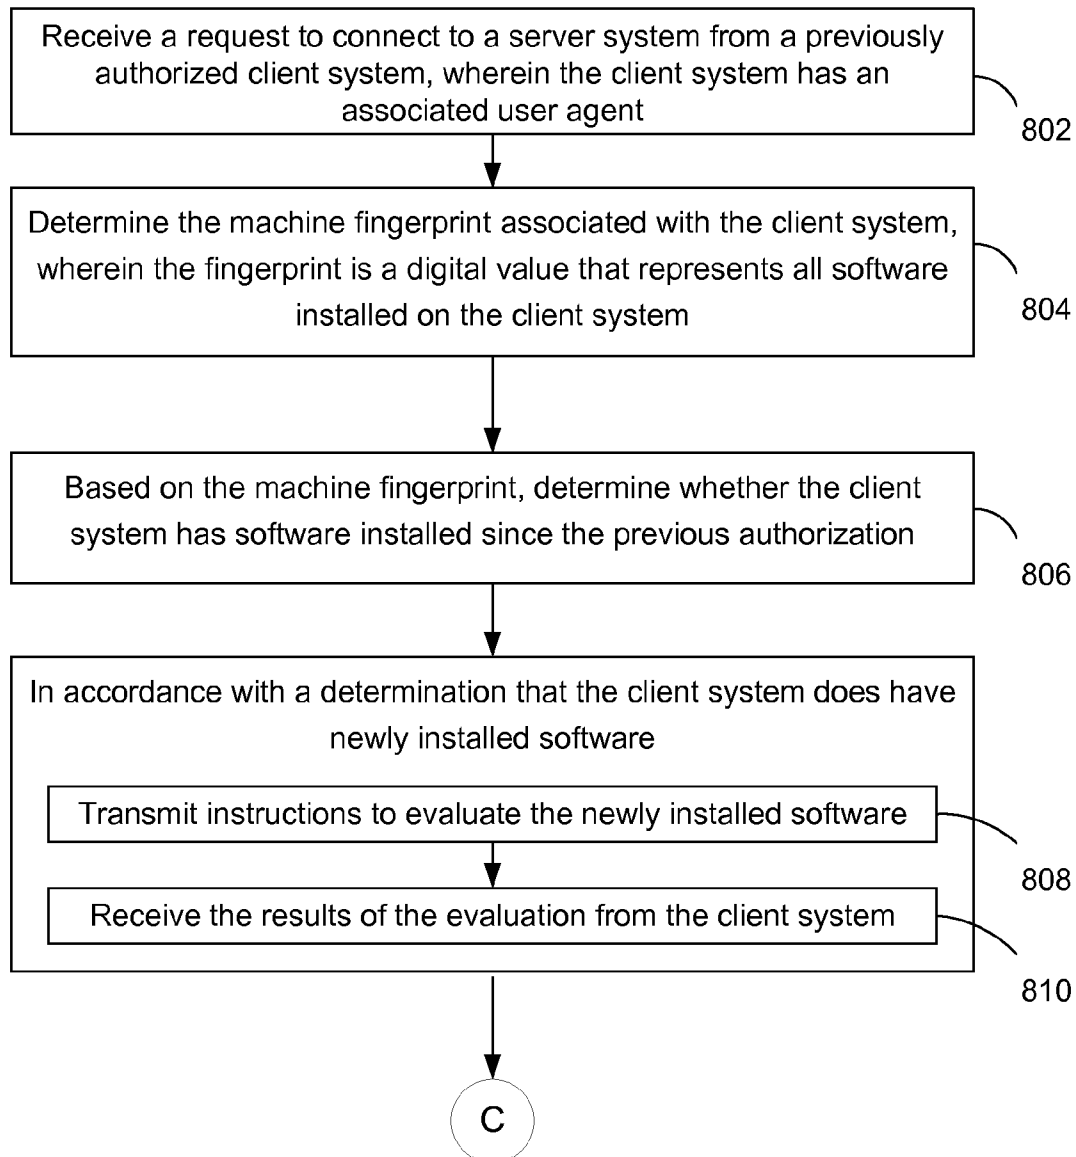 Receive a request to connect to a server system from a previously
authorized client system, wherein the client system has an
associated user agent
802
Determine the machine fingerprint associated with the client system,
wherein the fingerprint is a digital value that represents all software
installed on the client system
804
Based on the machine fingerprint, determine whether the client
system has software installed since the previous authorization
806
In accordance with a determination that the client system does have
newly installed software
Transmit instructions to evaluate the newly installed software
808
Receive the results of the evaluation from the client system
810
C